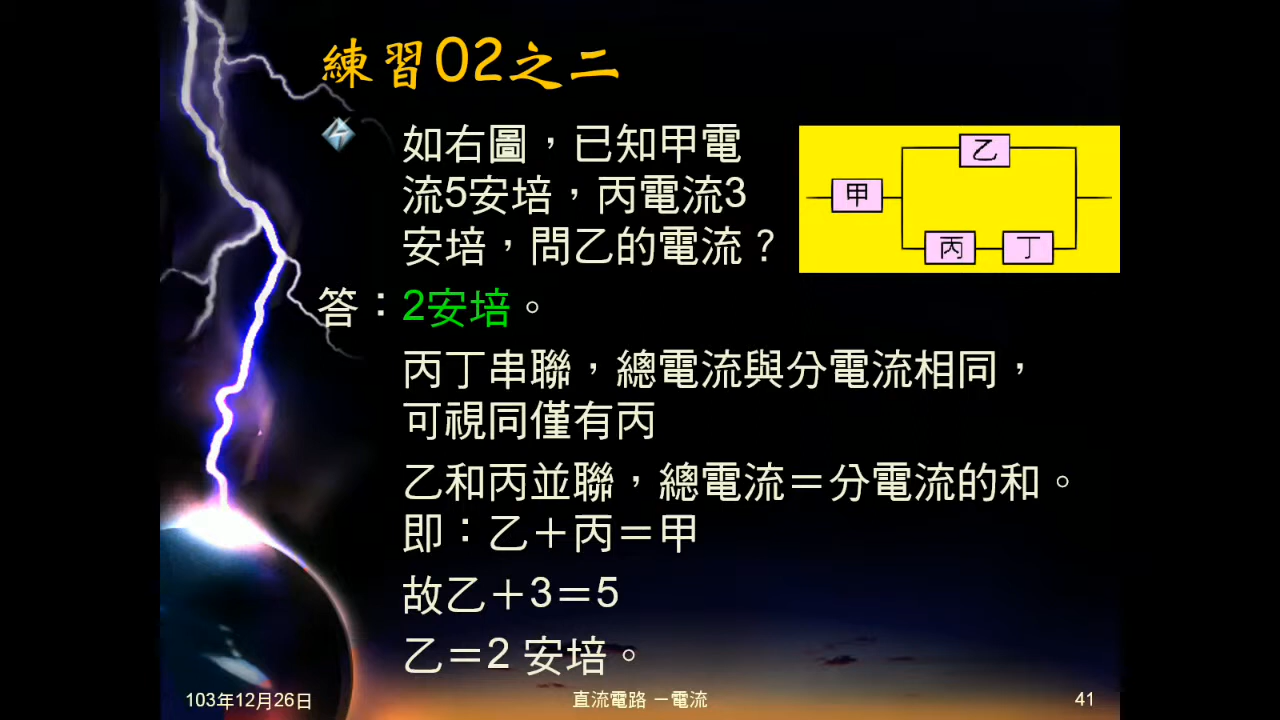 練習02之二
如右圖，已知甲電
流5安培，丙電流3
安培，問乙的電流？
乙
甲
丙
丁
答：2安培。
丙丁串聯，總電流與分電流相同，
可視同僅有丙
乙和丙並聯，總電流＝分電流的和。
即：乙＋丙＝甲
故乙＋3＝5
乙＝2 安培。
103年12月26日
直流電路 －電流
41